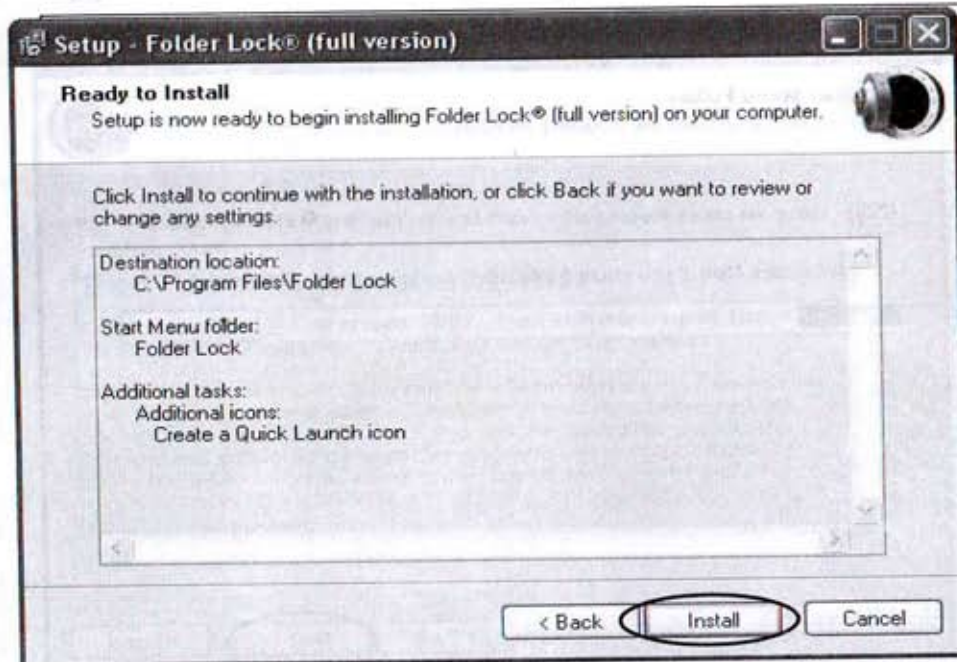 Setup - Folder Lock® (full version)
Ready to Install
Setup is now ready to begin installing Folder Lock® (full version) on your computer.
Click Install to continue with the installation, or click Back if you want to review or
change any settings.
Destination location:
C:\Program Files\Folder Lock
Start Menu folder:
Folder Lock
Additional tasks:
Additional icons:
Create a Quick Launch icon
< Back
Install
Cancel